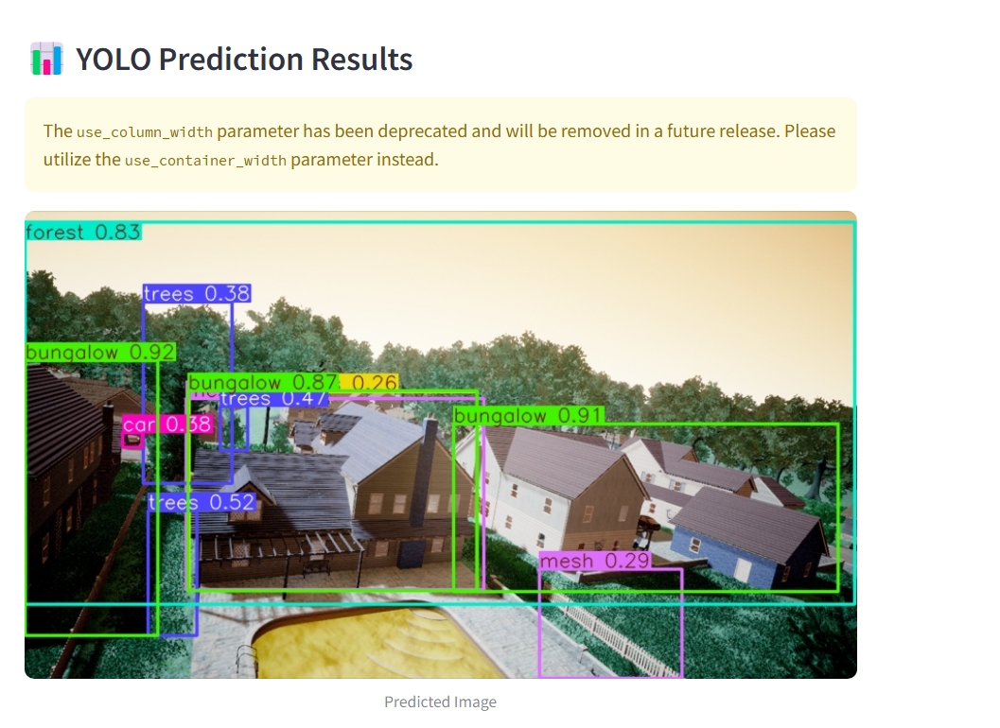 YOLO Prediction Results
The use_column_width parameter has been deprecated and will be removed in a future release. Please
utilize the use_container_width parameter instead.
forest 0.83
trees 0.38
bungalow 0.92
bungalow 0.87 0.26
trees 0.47
car 0.38
bungalow 0.91
trees 0.52
mesh 0.29
Predicted Image